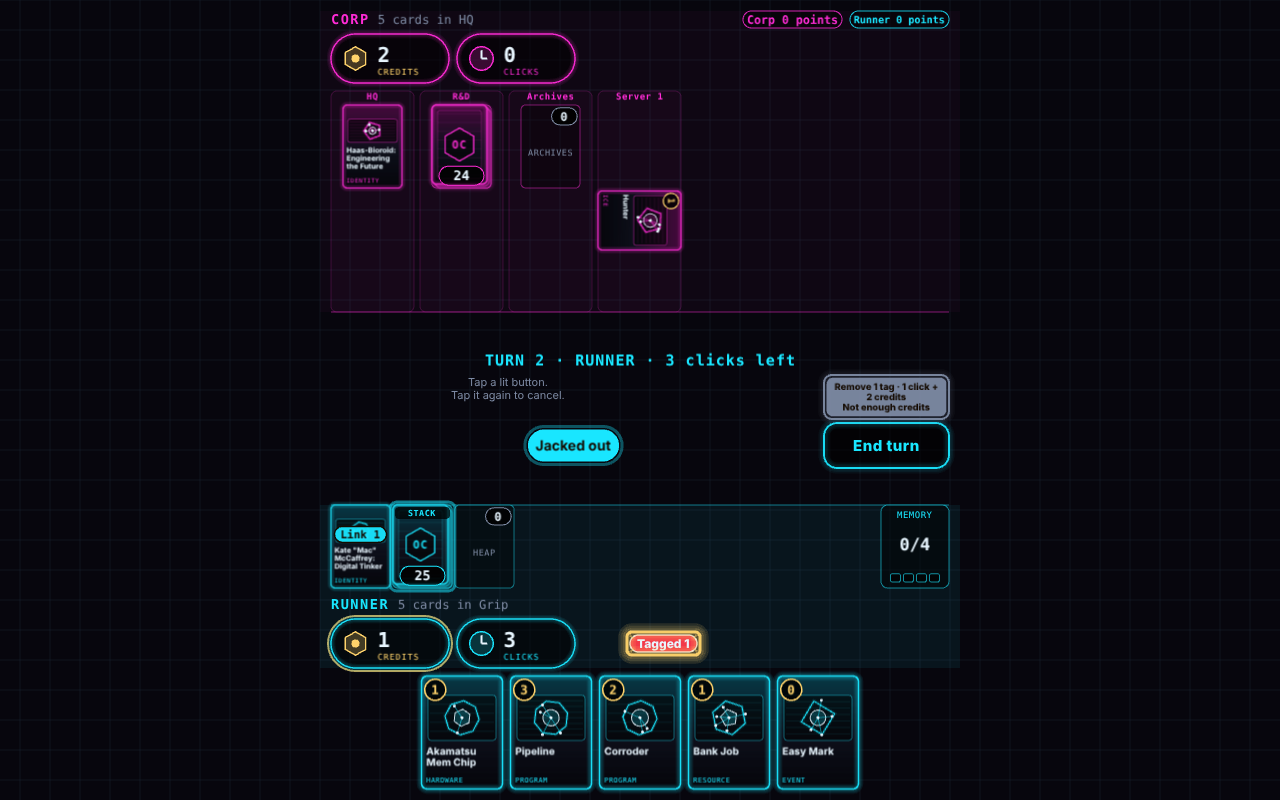 CORP 5 cards in HQ
Corp 0 points
Runner 0 points
2
CREDITS
0
CLICKS
HQ
R&D
Archives
Server 1
Haas-Bioroid:
Engineering
the Future
IDENTITY
OC
24
0
ARCHIVES
Hunter
ICE
1
TURN 2 · RUNNER · 3 clicks left
Tap a lit button.
Tap it again to cancel.
Remove 1 tag · 1 click +
2 credits
Not enough credits
Jacked out
End turn
Link 1
Kate "Mac"
McCaffrey:
Digital Tinker
IDENTITY
STACK
OC
25
0
HEAP
MEMORY
0/4
RUNNER 5 cards in Grip
1
CREDITS
3
CLICKS
Tagged 1
1
Akamatsu
Mem Chip
HARDWARE
3
Pipeline
PROGRAM
2
Corroder
PROGRAM
1
Bank Job
RESOURCE
0
Easy Mark
EVENT